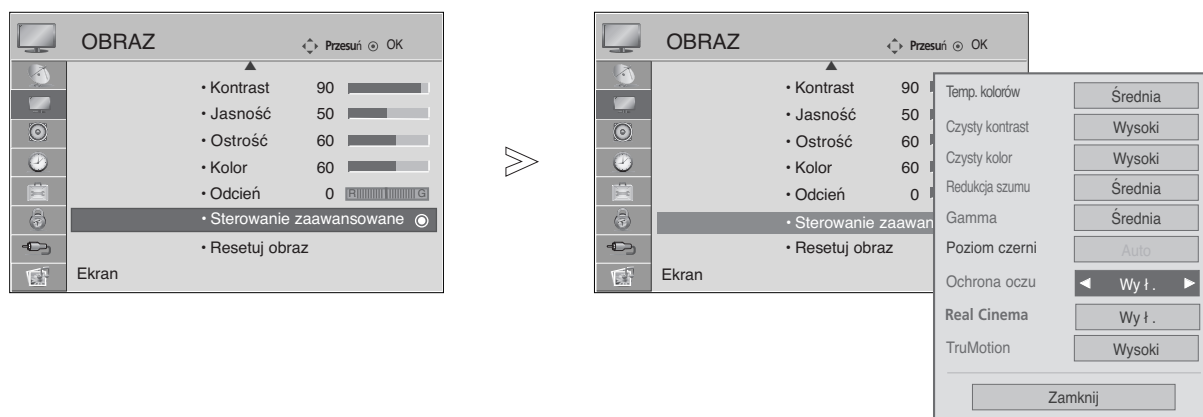 OBRAZ
Przesuń OK
• Kontrast 90
• Jasność 50
• Ostrość 60
• Kolor 60
• Odcień 0 R G
• Sterowanie zaawansowane
• Resetuj obraz
Ekran
OBRAZ
Przesuń OK
• Kontrast 90
• Jasność 50
• Ostrość 60
• Kolor 60
• Odcień 0
• Sterowanie zaawan
• Resetuj obraz
Ekran
Temp. kolorów Średnia
Czysty kontrast Wysoki
Czysty kolor Wysoki
Redukcja szumu Średnia
Gamma Średnia
Poziom czerni Auto
Ochrona oczu ◄ Wył. ►
Real Cinema Wył.
TruMotion Wysoki
Zamknij